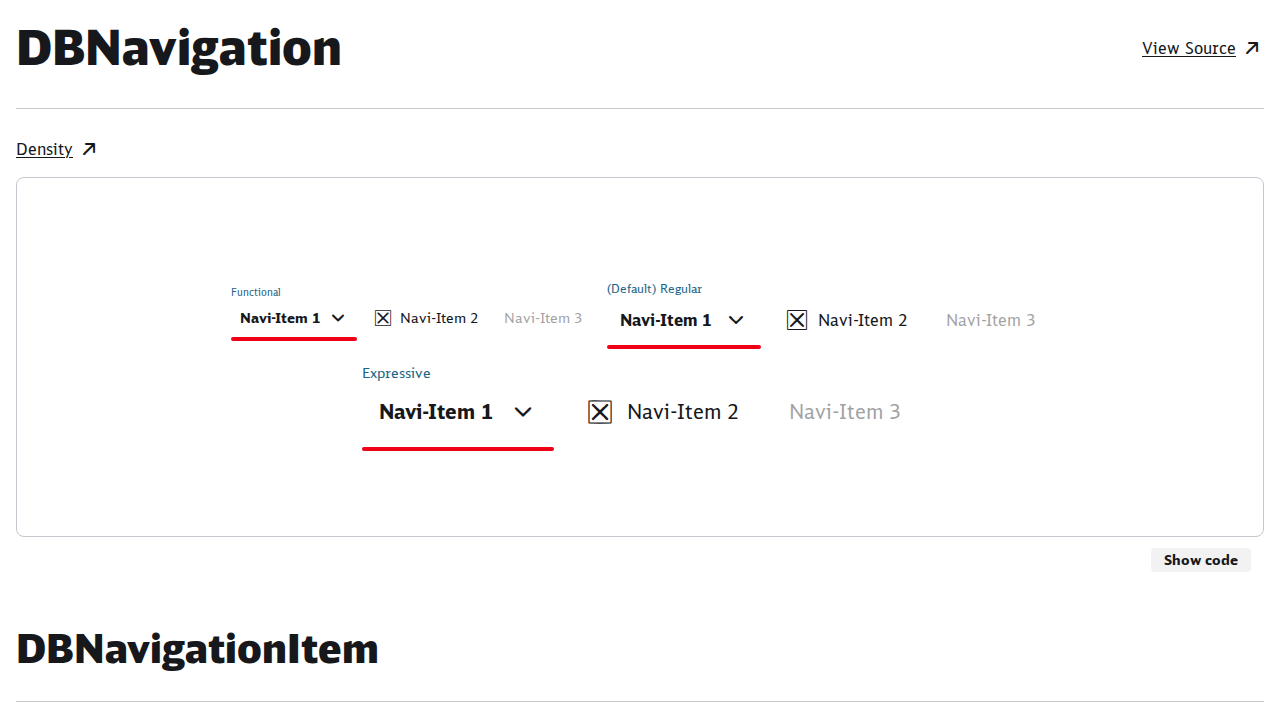 DBNavigation
View Source
Density
Functional
Navi-Item 1 Navi-Item 2 Navi-Item 3
(Default) Regular
Navi-Item 1 Navi-Item 2 Navi-Item 3
Expressive
Navi-Item 1 Navi-Item 2 Navi-Item 3
Show code
DBNavigationItem